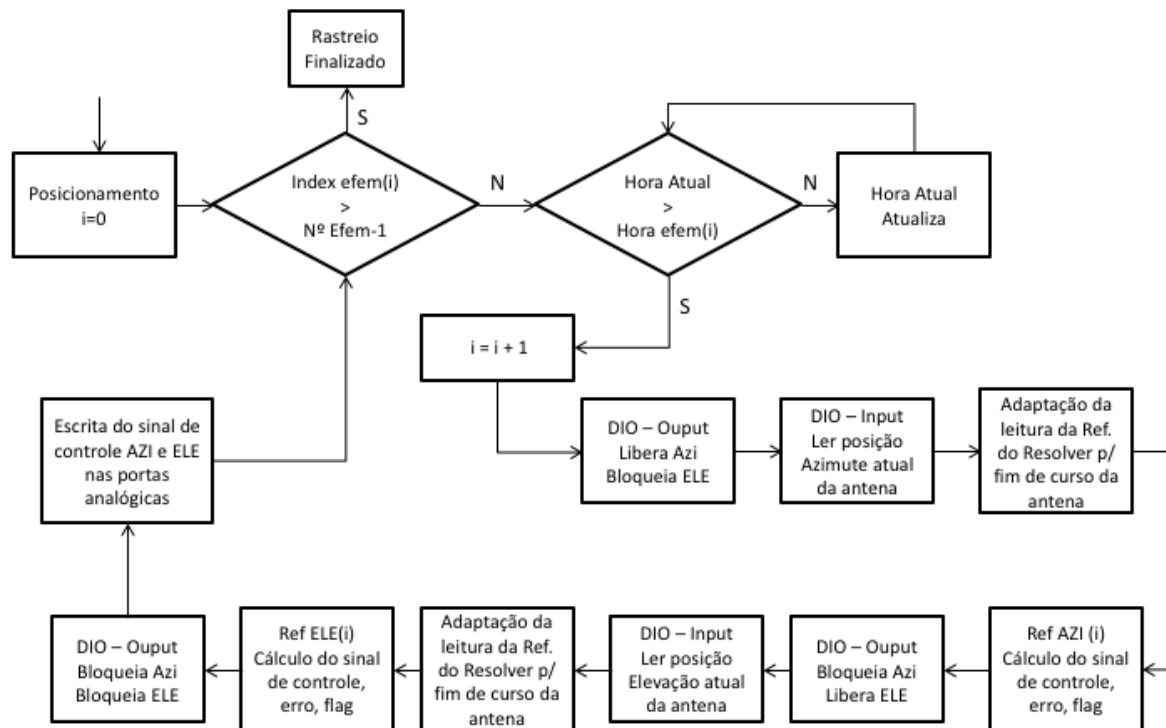 Rastreio
Finalizado
S
Posicionamento
i=0
Index efem(i)
>
Nº Efem-1
N
Hora Atual
>
Hora efem(i)
N
Hora Atual
Atualiza
S
i = i + 1
DIO – Ouput
Libera Azi
Bloqueia ELE
DIO – Input
Ler posição
Azimute atual
da antena
Adaptação da
leitura da Ref.
do Resolver p/
fim de curso da
antena
Ref AZI (i)
Cálculo do sinal
de controle,
erro, flag
DIO – Ouput
Bloqueia Azi
Libera ELE
DIO – Input
Ler posição
Elevação atual
da antena
Adaptação da
leitura da Ref.
do Resolver p/
fim de curso da
antena
Ref ELE(i)
Cálculo do sinal
de controle,
erro, flag
DIO – Ouput
Bloqueia Azi
Bloqueia ELE
Escrita do sinal de
controle AZI e ELE
nas portas
analógicas